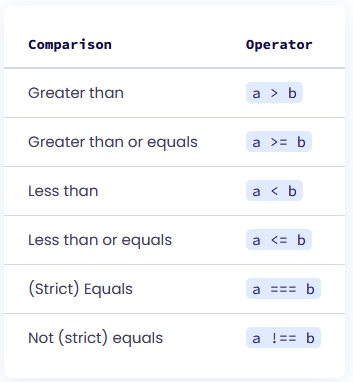 Comparison Operator
Greater than a > b
Greater than or equals a >= b
Less than a < b
Less than or equals a <= b
(Strict) Equals a === b
Not (strict) equals a !== b